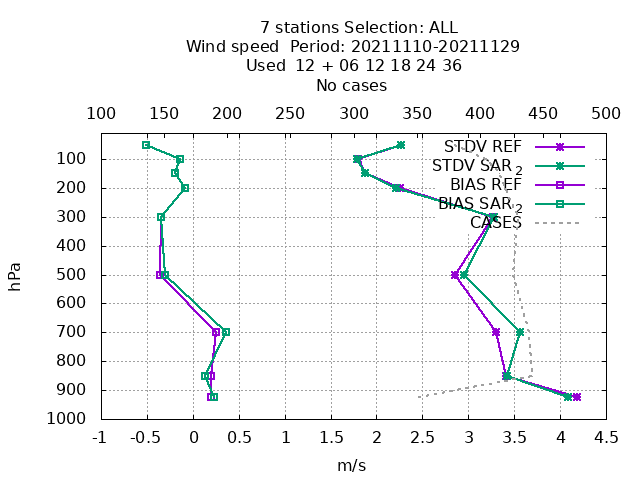 7 stations Selection: ALL
Wind speed  Period: 20211110-20211129
Used  12 + 06 12 18 24 36
No cases
100 150 200 250 300 350 400 450 500
STDV REF
STDV SAR2
BIAS REF
BIAS SAR2
CASES
100
200
300
400
500
600
700
800
900
1000
hPa
-1 -0.5 0 0.5 1 1.5 2 2.5 3 3.5 4 4.5
m/s